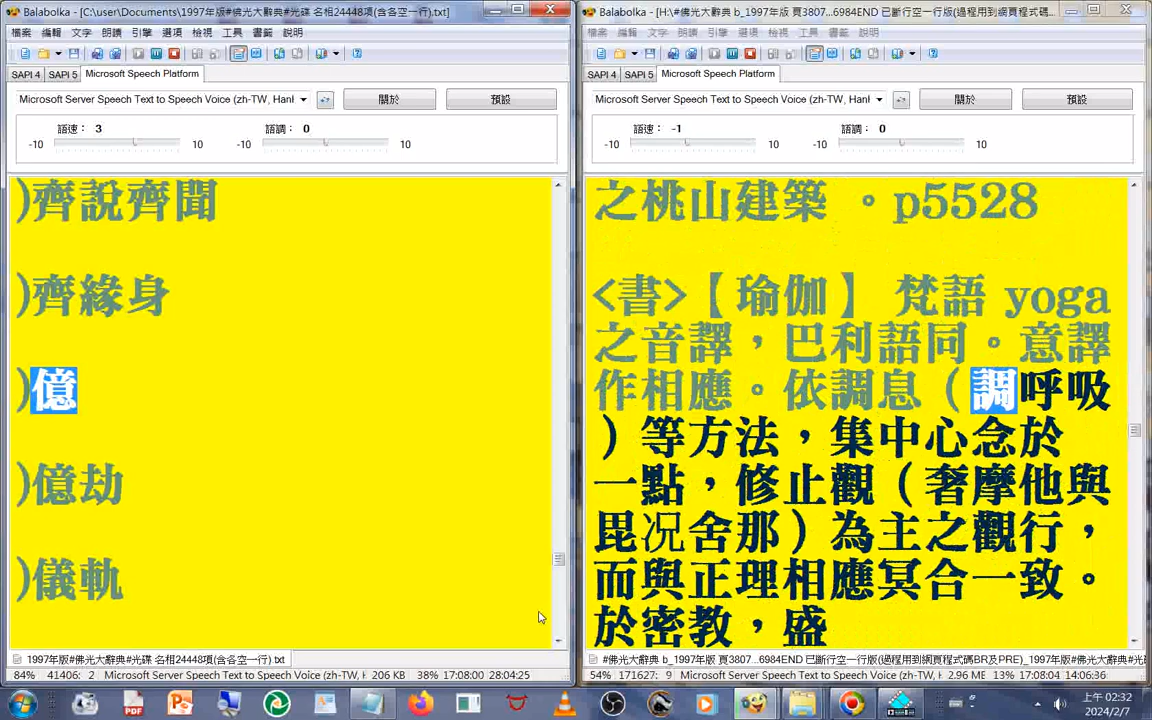 Balabolka - [C:\user\Documents\1997年版#佛光大辭典#光碟 名相24448項(含各空一行).txt]
檔案 編輯 文字 朗讀 引擎 選項 檢視 工具 書籤 說明
SAPI 4 SAPI 5 Microsoft Speech Platform
Microsoft Server Speech Text to Speech Voice (zh-TW, Hanl
關於
預設
語速： 3
語調： 0
-10 10 -10 10
)齊說齊聞
)齊緣身
)億
)億劫
)儀軌
1997年版#佛光大辭典#光碟 名相24448項(含各空一行).txt
84% 41406: 2 Microsoft Server Speech Text to Speech Voice (zh-TW, H 206 KB 38% 17:08:00 28:04:25
Balabolka - [H:\#佛光大辭典 b_1997年版 頁3807...6984END 已斷行空一行版(過程用到網頁程式碼...
檔案 編輯 文字 朗讀 引擎 選項 檢視 工具 書籤 說明
SAPI 4 SAPI 5 Microsoft Speech Platform
Microsoft Server Speech Text to Speech Voice (zh-TW, Hanl
關於
預設
語速： -1
語調： 0
-10 10 -10 10
之桃山建築 。p5528
<書>【瑜伽】 梵語 yoga
之音譯，巴利語同。意譯
作相應。依調息（調呼吸
）等方法，集中心念於
一點，修止觀（奢摩他與
毘況舍那）為主之觀行，
而與正理相應冥合一致。
於密教，盛
#佛光大辭典 b_1997年版 頁3807...6984END 已斷行空一行版(過程用到網頁程式碼BR及PRE)_1997年版#光
54% 171627: 9 Microsoft Server Speech Text to Speech Voice (zh-TW, H 2.96 ME 13% 17:08:04 14:06:36
PDF
上午 02:32
2024/2/7